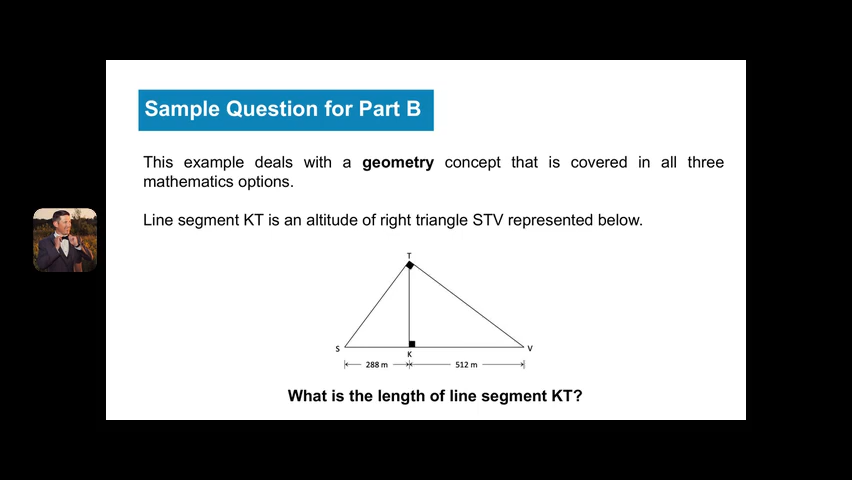 Sample Question for Part B
This example deals with a geometry concept that is covered in all three
mathematics options.
Line segment KT is an altitude of right triangle STV represented below.
T
S
K
V
288 m
512 m
What is the length of line segment KT?